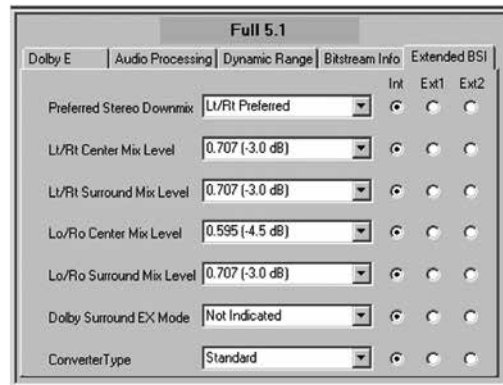 Full 5.1
Dolby E Audio Processing Dynamic Range Bitstream Info Extended BSI
Int Ext1 Ext2
Preferred Stereo Downmix Lt/Rt Preferred
Lt/Rt Center Mix Level 0.707 (-3.0 dB)
Lt/Rt Surround Mix Level 0.707 (-3.0 dB)
Lo/Ro Center Mix Level 0.595 (-4.5 dB)
Lo/Ro Surround Mix Level 0.707 (-3.0 dB)
Dolby Surround EX Mode Not Indicated
ConverterType Standard